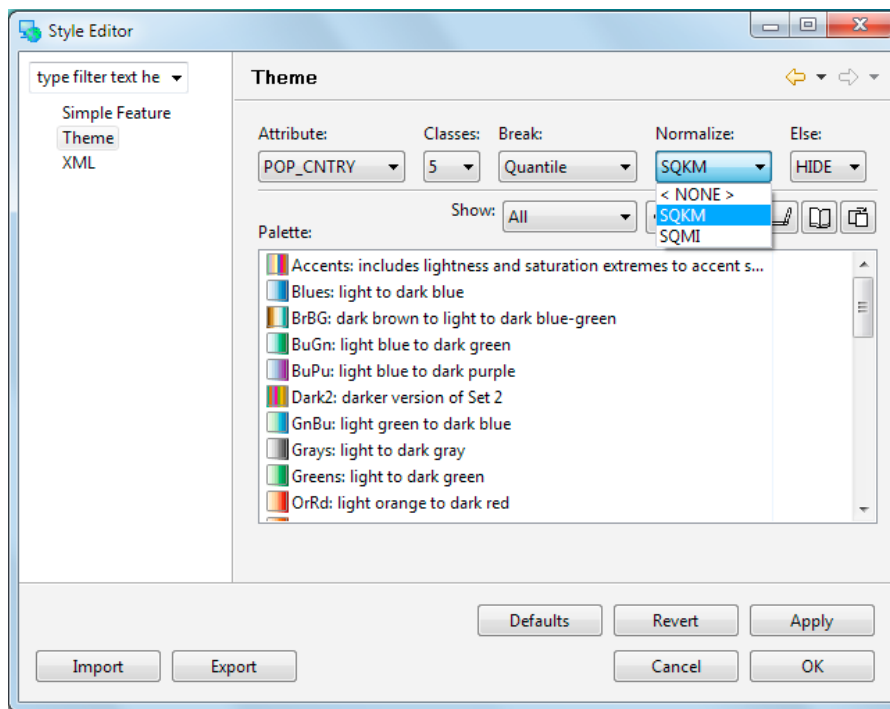 Style Editor
type filter text he
Simple Feature
Theme
XML
Theme
Attribute: Classes: Break: Normalize: Else:
POP_CNTRY 5 Quantile SQKM HIDE
< NONE >
SQKM
SQMI
Show: All
Palette:
Accents: includes lightness and saturation extremes to accent s...
Blues: light to dark blue
BrBG: dark brown to light to dark blue-green
BuGn: light blue to dark green
BuPu: light blue to dark purple
Dark2: darker version of Set 2
GnBu: light green to dark blue
Grays: light to dark gray
Greens: light to dark green
OrRd: light orange to dark red
Defaults Revert Apply
Import Export Cancel OK